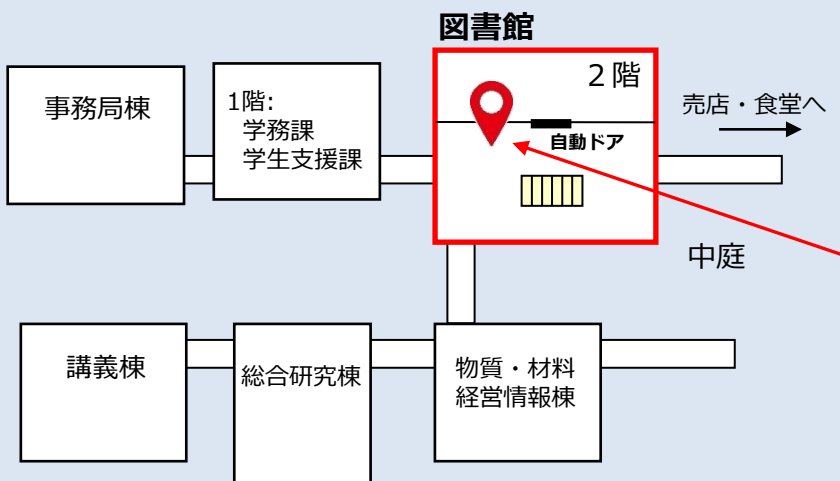 図書館
2階
事務局棟
1階:
学務課
学生支援課
自動ドア
売店・食堂へ
中庭
講義棟
総合研究棟
物質・材料
経営情報棟